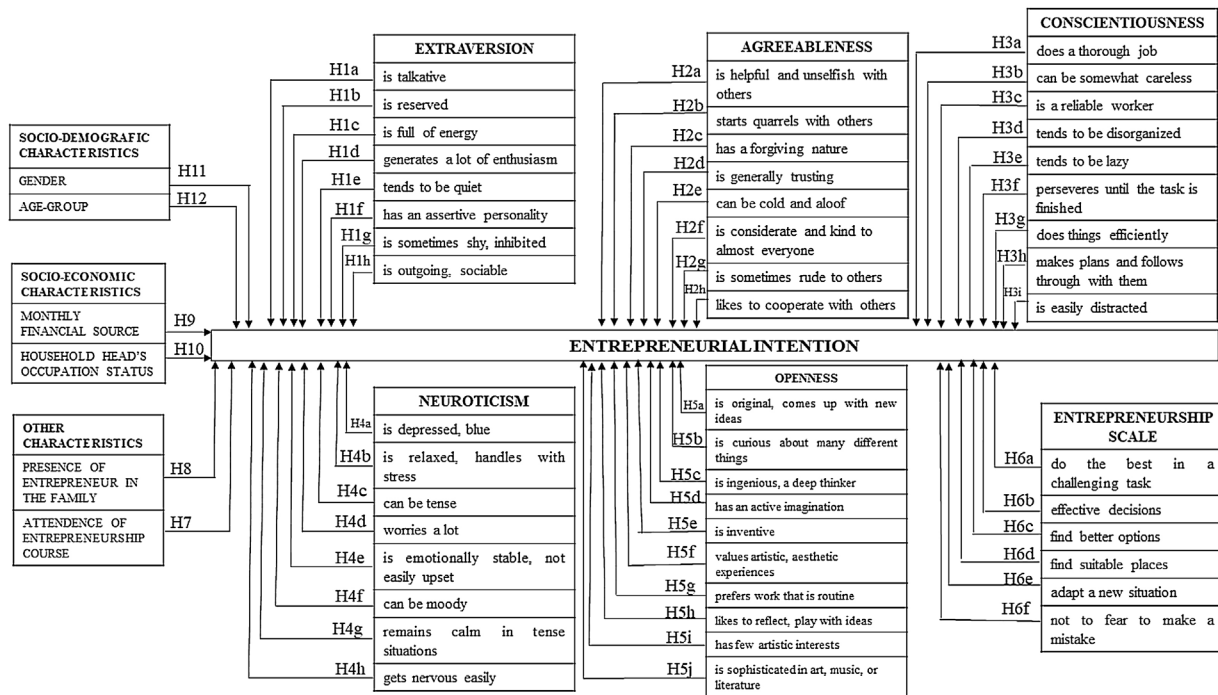 SOCIO-DEMOGRAFIC
CHARACTERISTICS
GENDER
AGE-GROUP
H11
H12
SOCIO-ECONOMIC
CHARACTERISTICS
MONTHLY
FINANCIAL SOURCE
HOUSEHOLD HEAD'S
OCCUPATION STATUS
H9
H10
OTHER
CHARACTERISTICS
PRESENCE OF
ENTREPRENEUR IN
THE FAMILY
ATTENDENCE OF
ENTREPRENEURSHIP
COURSE
H8
H7
EXTRAVERSION
H1a
is talkative
H1b
is reserved
H1c
is full of energy
H1d
generates a lot of enthusiasm
H1e
tends to be quiet
H1f
has an assertive personality
H1g
is sometimes shy, inhibited
H1h
is outgoing, sociable
AGREEABLENESS
H2a
is helpful and unselfish with
others
H2b
starts quarrels with others
H2c
has a forgiving nature
H2d
is generally trusting
H2e
can be cold and aloof
H2f
is considerate and kind to
almost everyone
H2g
is sometimes rude to others
H2h
likes to cooperate with others
CONSCIENTIOUSNESS
H3a
does a thorough job
H3b
can be somewhat careless
H3c
is a reliable worker
H3d
tends to be disorganized
H3e
tends to be lazy
H3f
perseveres until the task is
finished
H3g
does things efficiently
H3h
makes plans and follows
through with them
H3i
is easily distracted
ENTREPRENEURIAL INTENTION
NEUROTICISM
H4a
is depressed, blue
H4b
is relaxed, handles with
stress
H4c
can be tense
H4d
worries a lot
H4e
is emotionally stable, not
easily upset
H4f
can be moody
H4g
remains calm in tense
situations
H4h
gets nervous easily
OPENNESS
H5a
is original, comes up with new
ideas
H5b
is curious about many different
things
H5c
is ingenious, a deep thinker
H5d
has an active imagination
H5e
is inventive
H5f
values artistic, aesthetic
experiences
H5g
prefers work that is routine
H5h
likes to reflect, play with ideas
H5i
has few artistic interests
H5j
is sophisticated in art, music, or
literature
ENTREPRENEURSHIP
SCALE
H6a
do the best in a
challenging task
H6b
effective decisions
H6c
find better options
H6d
find suitable places
H6e
adapt a new situation
H6f
not to fear to make a
mistake